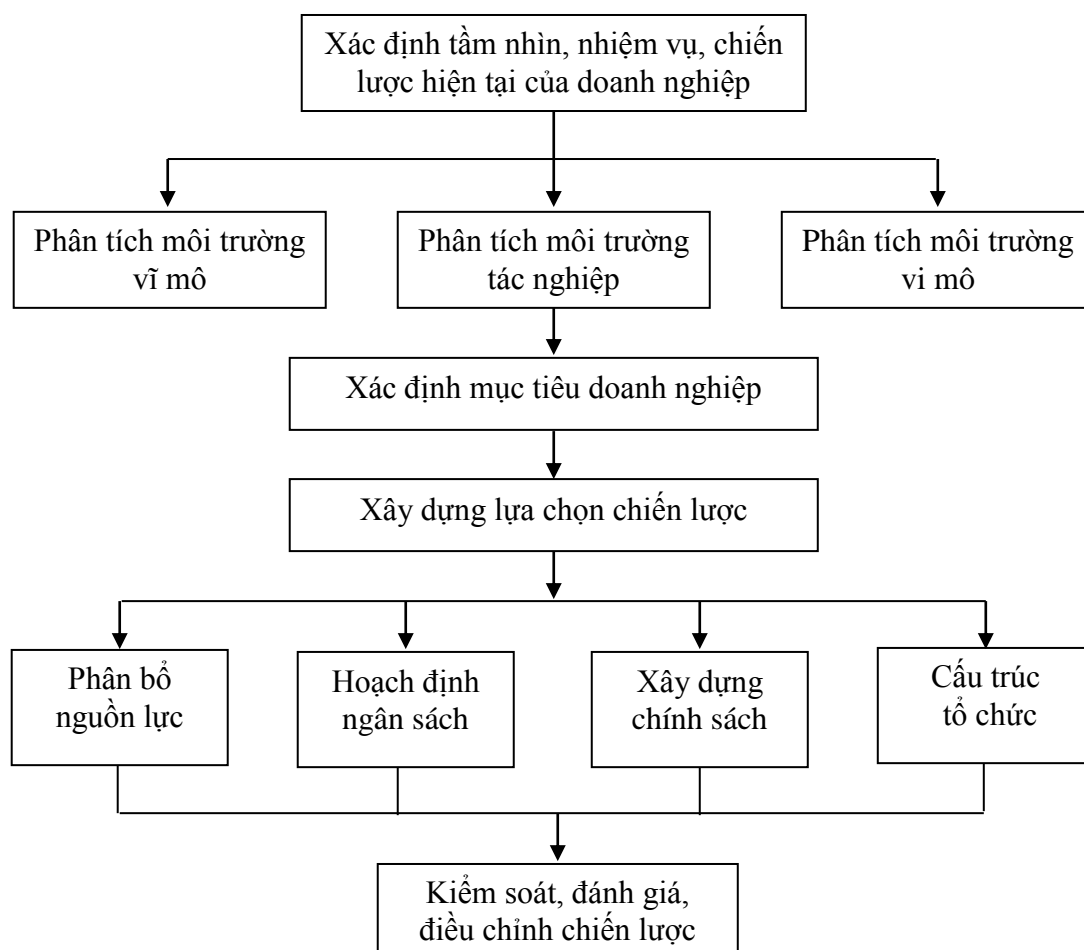 Xác định tầm nhìn, nhiệm vụ, chiến
lược hiện tại của doanh nghiệp
Phân tích môi trường
vĩ mô
Phân tích môi trường
tác nghiệp
Phân tích môi trường
vi mô
Xác định mục tiêu doanh nghiệp
Xây dựng lựa chọn chiến lược
Phân bổ
nguồn lực
Hoạch định
ngân sách
Xây dựng
chính sách
Cấu trúc
tổ chức
Kiểm soát, đánh giá,
điều chỉnh chiến lược